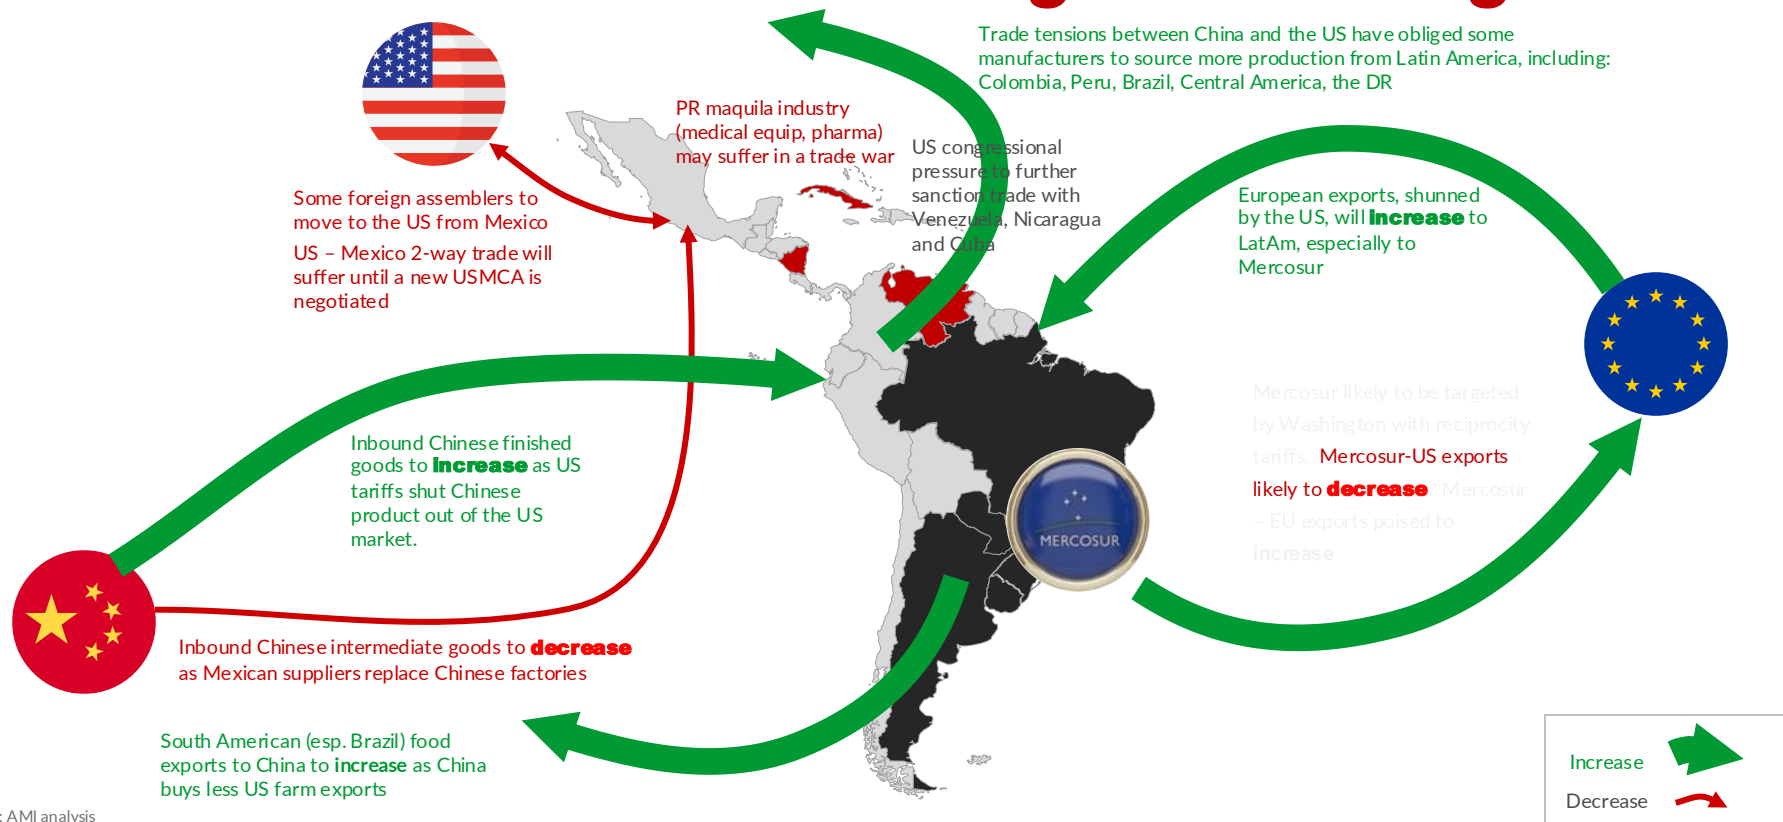 Trade tensions between China and the US have obliged some
manufacturers to source more production from Latin America, including:
Colombia, Peru, Brazil, Central America, the DR
PR maquila industry
(medical equip, pharma)
may suffer in a trade war
US congressional
pressure to further
sanction trade with
Venezuela, Nicaragua
and Cuba
Some foreign assemblers to
move to the US from Mexico
US – Mexico 2-way trade will
suffer until a new USMCA is
negotiated
European exports, shunned
by the US, will increase to
LatAm, especially to
Mercosur
Mercosur likely to be targeted
by Washington with reciprocity
tariffs. Mercosur-US exports
likely to decrease. Mercosur
– EU exports poised to
increase
Inbound Chinese finished
goods to increase as US
tariffs shut Chinese
product out of the US
market.
MERCOSUR
Inbound Chinese intermediate goods to decrease
as Mexican suppliers replace Chinese factories
South American (esp. Brazil) food
exports to China to increase as China
buys less US farm exports
Increase
Decrease
: AMI analysis